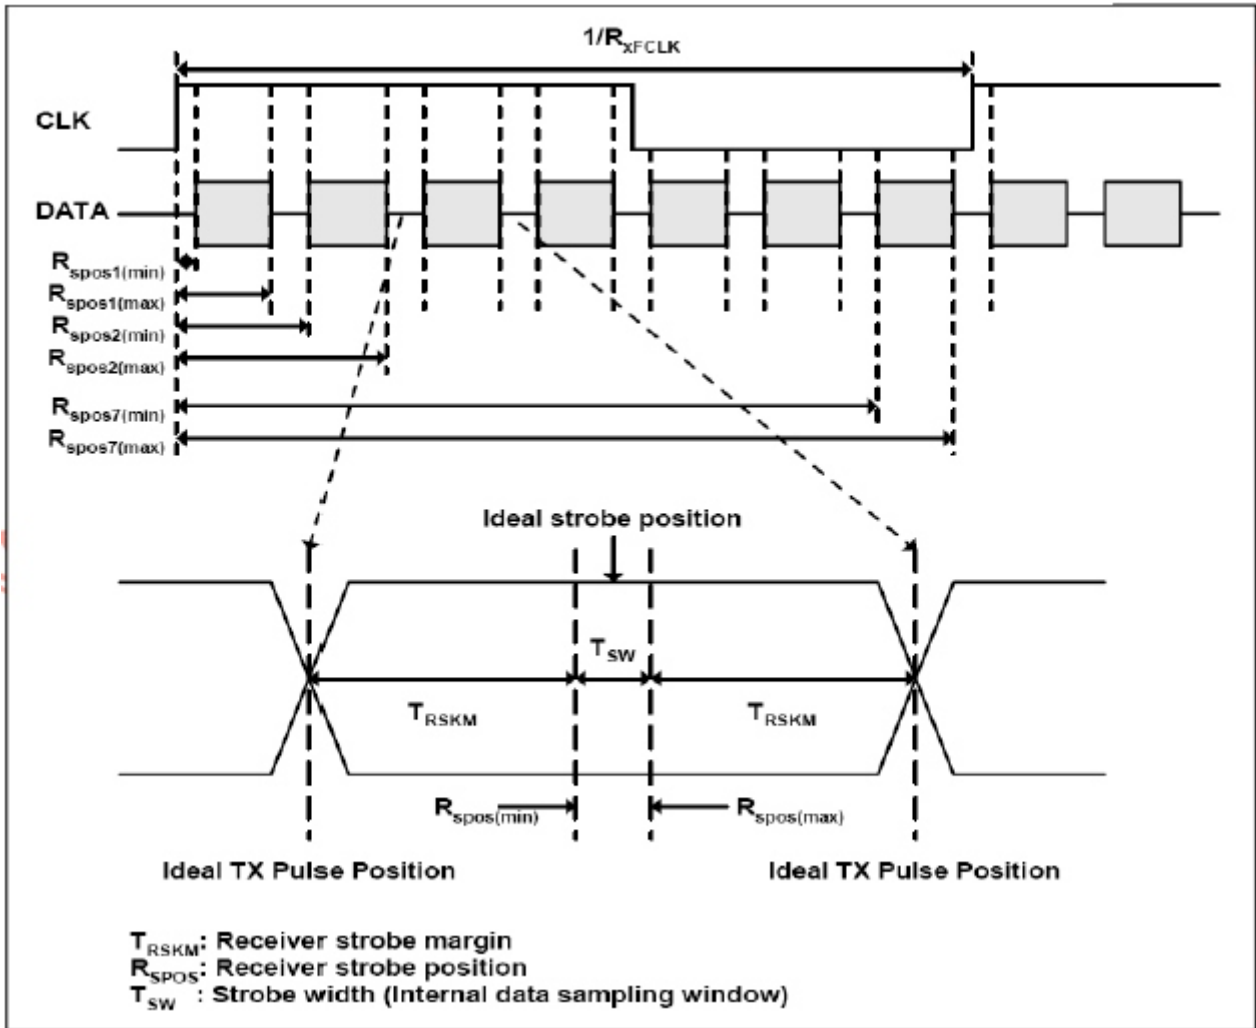 1/RxFCLK
CLK
DATA
Rspos1(min)
Rspos1(max)
Rspos2(min)
Rspos2(max)
Rspos7(min)
Rspos7(max)
Ideal strobe position
TSW
TRSKM
TRSKM
Rspos(min)
Rspos(max)
Ideal TX Pulse Position
Ideal TX Pulse Position
TRSKM: Receiver strobe margin
RSPOS: Receiver strobe position
TSW : Strobe width (Internal data sampling window)